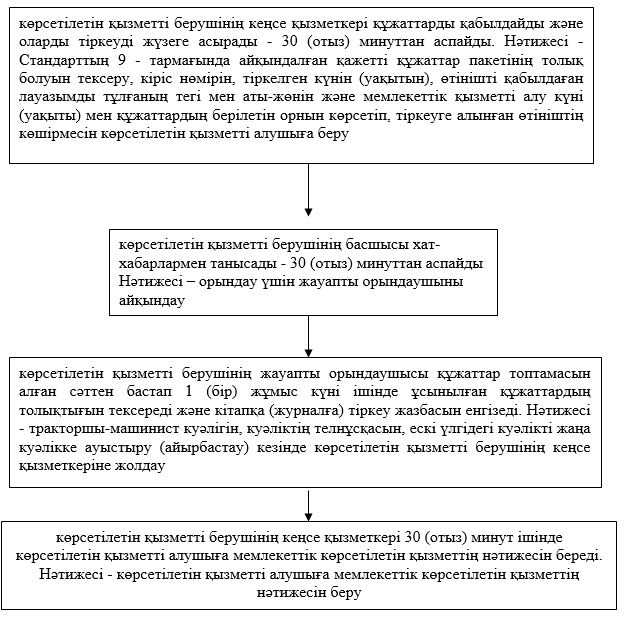 көрсетілетін қызметті берушінің кеңсе қызметкері құжаттарды қабылдайды және
оларды тіркеуді жүзеге асырады - 30 (отыз) минуттан аспайды. Нәтижесі -
Стандарттың 9 - тармағында айқындалған қажетті құжаттар пакетінің толық
болуын тексеру, кіріс нөмірін, тіркелген күнін (уақытын), өтінішті қабылдаған
лауазымды тұлғаның тегі мен аты-жөнін және мемлекеттік қызметті алу күні
(уақыты) мен құжаттардың берілетін орнын көрсетіп, тіркеуге алынған өтініштің
көшірмесін көрсетілетін қызметті алушыға беру
көрсетілетін қызметті берушінің басшысы хат-
хабарлармен танысады - 30 (отыз) минуттан аспайды
Нәтижесі – орындау үшін жауапты орындаушыны
айқындау
көрсетілетін қызметті берушінің жауапты орындаушысы құжаттар топтамасын
алған сәттен бастап 1 (бір) жұмыс күні ішінде ұсынылған құжаттардың
толықтығын тексереді және кітапқа (журналға) тіркеу жазбасын енгізеді. Нәтижесі
- тракторшы-машинист куәлігін, куәліктің телнұсқасын, ескі үлгідегі куәлікті жаңа
куәлікке ауыстыру (айырбастау) кезінде көрсетілетін қызметті берушінің кеңсе
қызметкеріне жолдау
көрсетілетін қызметті берушінің кеңсе қызметкері 30 (отыз) минут ішінде
көрсетілетін қызметті алушыға мемлекеттік көрсетілетін қызметтің нәтижесін береді.
Нәтижесі - көрсетілетін қызметті алушыға мемлекеттік көрсетілетін қызметтің
нәтижесін беру